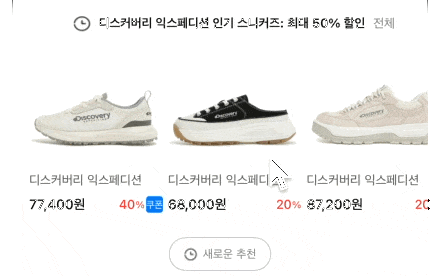 디스커버리 익스페디션 인기 스니커즈: 최대 50% 할인 전체
Discovery
Discovery
Discovery
디스커버리 익스페디션 디스커버리 익스페디 디스커버리 익스페디션
77,400원 40% 쿠폰 68,000원 20% 87,200원 20
새로운 추천